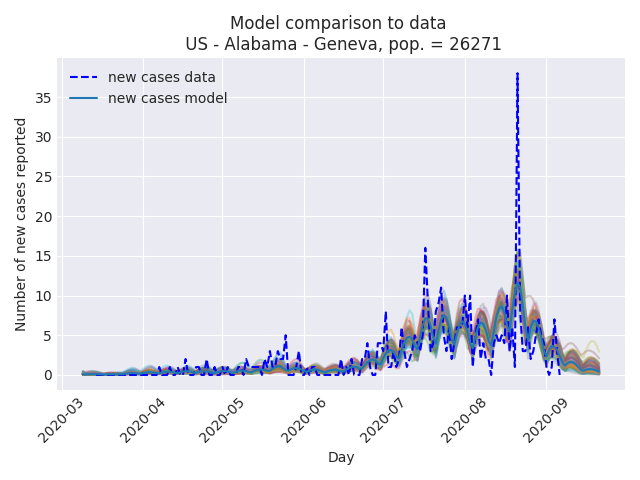 Model comparison to data
US - Alabama - Geneva, pop. = 26271
new cases data
new cases model
Number of new cases reported
35
30
25
20
15
10
5
0
2020-03
2020-04
2020-05
2020-06
2020-07
2020-08
2020-09
Day